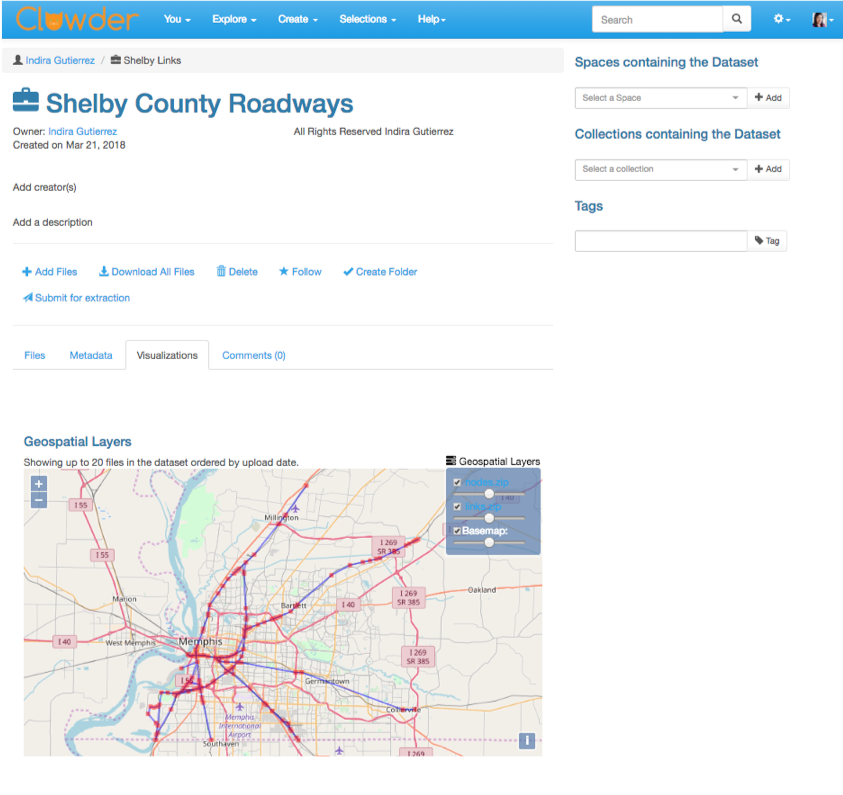 Clowder
You Explore Create Selections Help
Search
Indira Gutierrez / Shelby Links
Shelby County Roadways
Owner: Indira Gutierrez
All Rights Reserved Indira Gutierrez
Created on Mar 21, 2018
Add creator(s)
Add a description
Add Files Download All Files Delete Follow Create Folder
Submit for extraction
Files Metadata Visualizations Comments (0)
Spaces containing the Dataset
Select a Space + Add
Collections containing the Dataset
Select a collection + Add
Tags
Tag
Geospatial Layers
Showing up to 20 files in the dataset ordered by upload date.
Geospatial Layers
nodes.zip
links.zip
Basemap:
+
−
I 55
Millington
I 40
I 269
SR 385
I 55
Marion
Bartlett
I 40
I 269
SR 385
Oakland
I 40
West Memphis
Memphis
I 269
SR 385
Germantown
Collierville
Memphis
International
Airport
Southaven
I 269
i